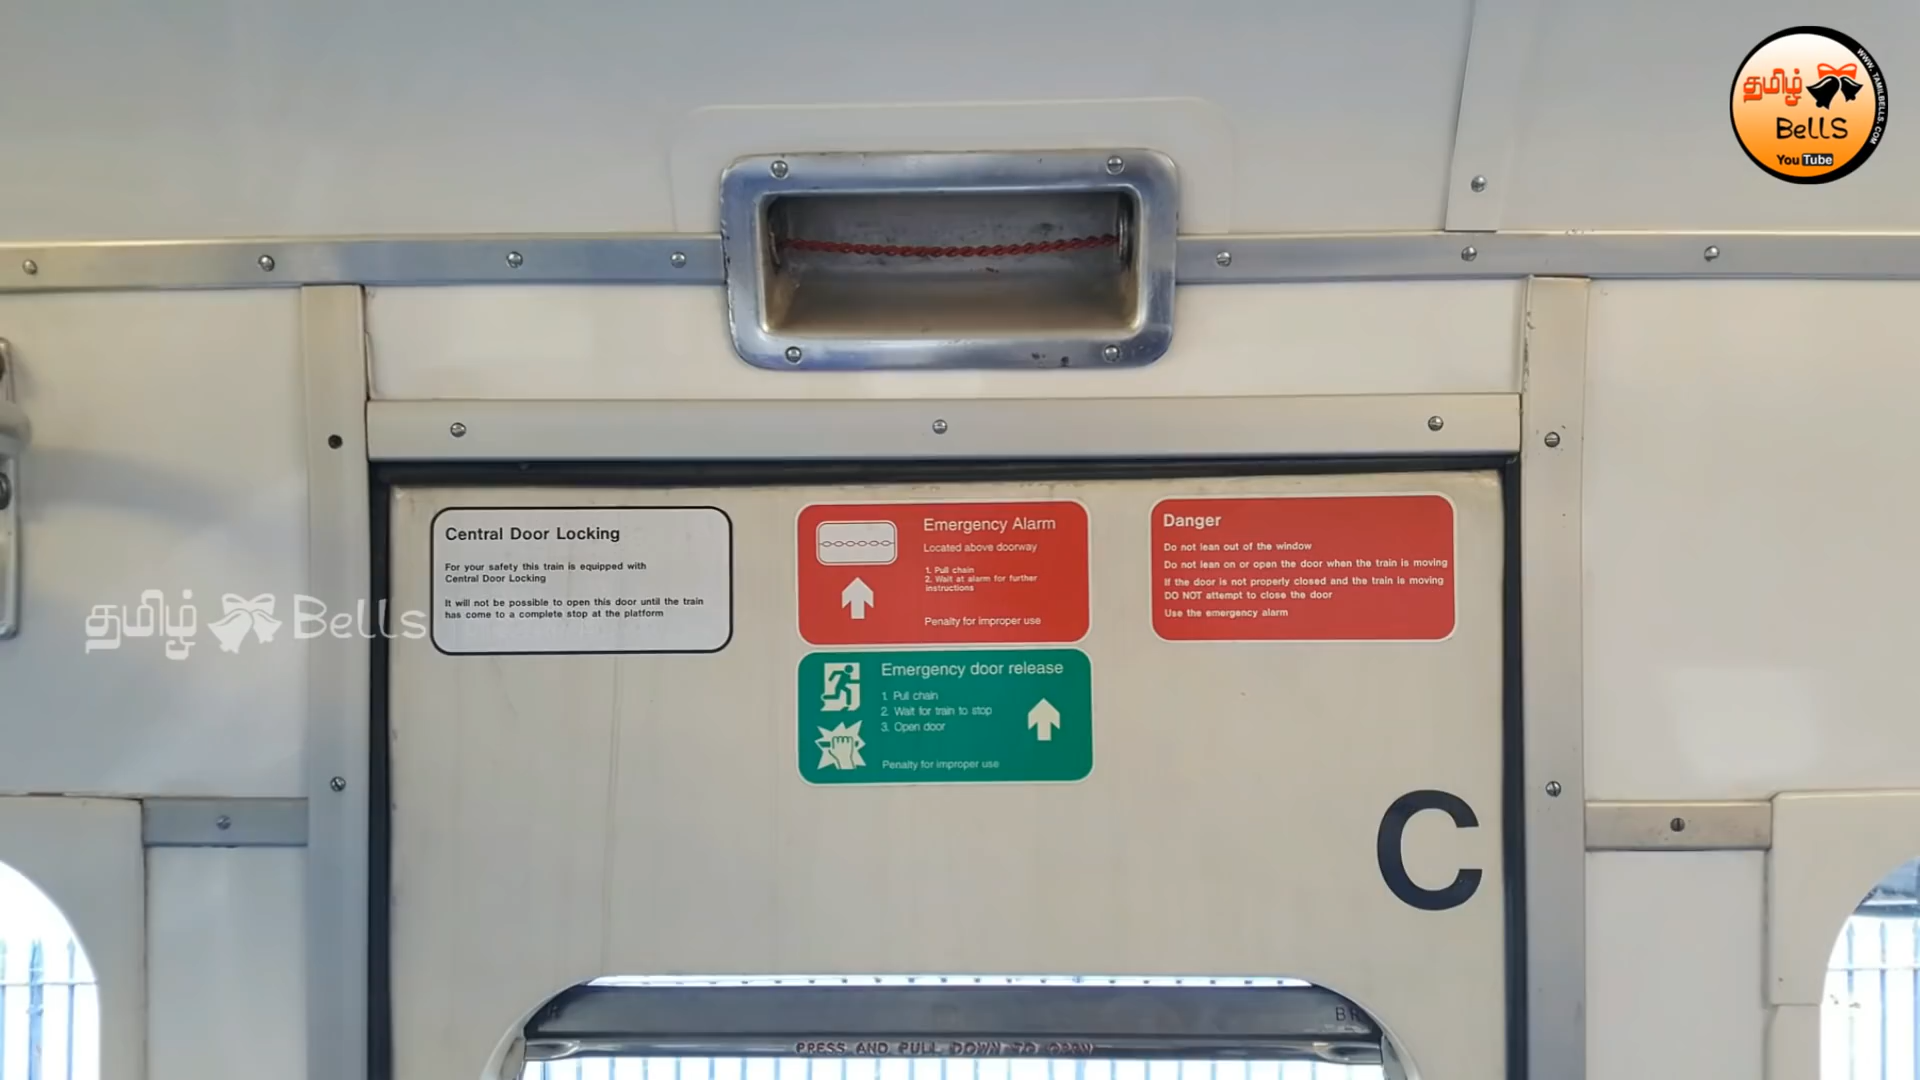 தமிழ்
BellS
YouTube
WWW.TAMILBELLS.COM
Central Door Locking
For your safety this train is equipped with
Central Door Locking
It will not be possible to open this door until the train
has come to a complete stop at the platform
Emergency Alarm
Located above doorway
1. Pull chain
2. Wait at alarm for further
instructions
Penalty for improper use
Danger
Do not lean out of the window
Do not lean on or open the door when the train is moving
If the door is not properly closed and the train is moving
DO NOT attempt to close the door
Use the emergency alarm
தமிழ் Bells
Emergency door release
1. Pull chain
2. Wait for train to stop
3. Open door
Penalty for improper use
C
BR
PRESS AND PULL DOWN TO OPEN